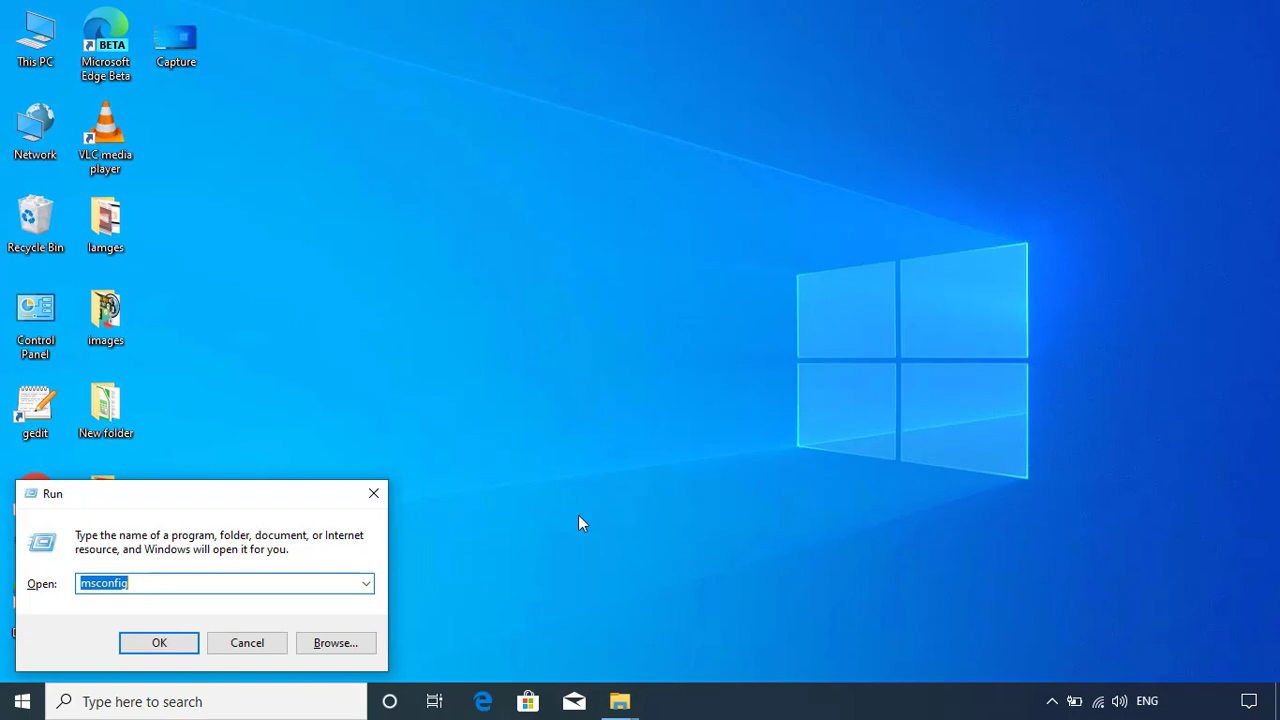 This PC
BETA
Microsoft
Edge Beta
Capture
Network
VLC media
player
Recycle Bin
Iamges
Control
Panel
images
gedit
New folder
Run
Type the name of a program, folder, document, or Internet
resource, and Windows will open it for you.
Open:
msconfig
OK
Cancel
Browse...
Type here to search
ENG